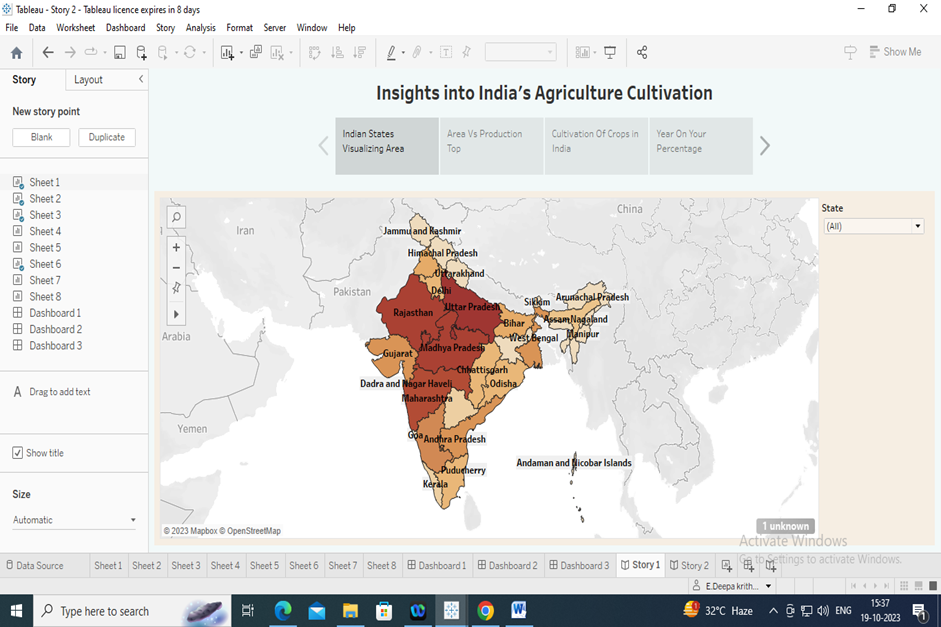 Tableau - Story 2 - Tableau licence expires in 8 days
File Data Worksheet Dashboard Story Analysis Format Server Window Help
Show Me
Story Layout
New story point
Blank Duplicate
Sheet 1
Sheet 2
Sheet 3
Sheet 4
Sheet 5
Sheet 6
Sheet 7
Sheet 8
Dashboard 1
Dashboard 2
Dashboard 3
A Drag to add text
Show title
Size
Automatic
Insights into India's Agriculture Cultivation
Indian States
Visualizing Area
Area Vs Production
Top
Cultivation Of Crops in
India
Year On Your
Percentage
State
(All)
China
Iran
Jammu and Kashmir
Himachal Pradesh
Uttarakhand
Pakistan
Delhi
Sikkim
Arunachal Pradesh
Rajasthan
Uttar Pradesh
Bihar
Assam Nagaland
Arabia
West Bengal
Manipur
Madhya Pradesh
Gujarat
Chhattisgarh
Dadra and Nagar Haveli
Odisha
Maharashtra
Yemen
Goa
Andhra Pradesh
Andaman and Nicobar Islands
Puducherry
Kerala
© 2023 Mapbox © OpenStreetMap
1 unknown
Activate Windows
Go to Settings to activate Windows.
Data Source Sheet 1 Sheet 2 Sheet 3 Sheet 4 Sheet 5 Sheet 6 Sheet 7 Sheet 8 Dashboard 1 Dashboard 2 Dashboard 3 Story 1 Story 2
E.Deepa krith...
Type here to search
32°C Haze
ENG
15:37
19-10-2023
1